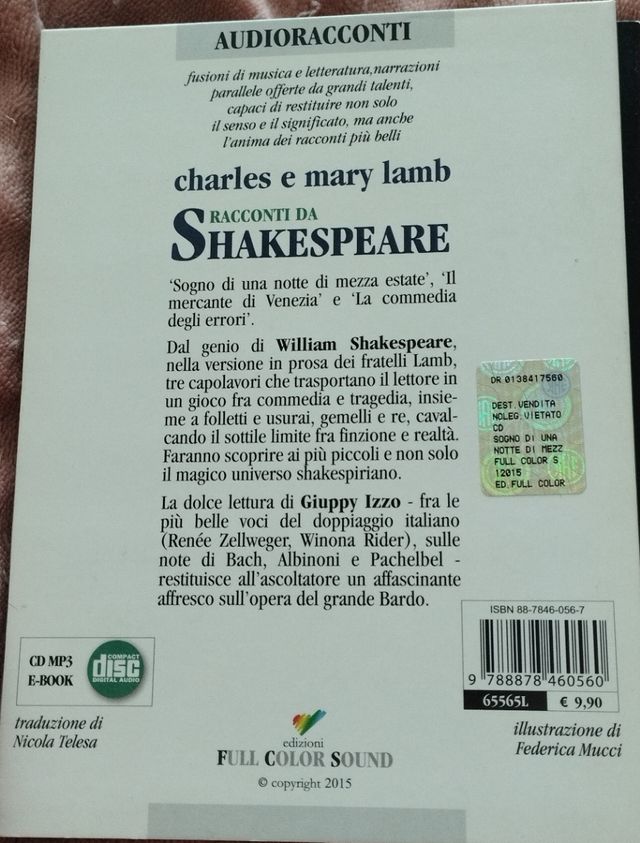 AUDIORACCONTI
fusioni di musica e letteratura,narrazioni
parallele offerte da grandi talenti,
capaci di restituire non solo
il senso e il significato, ma anche
l'anima dei racconti più belli
charles e mary lamb
RACCONTI DA
SHAKESPEARE
'Sogno di una notte di mezza estate', 'Il
mercante di Venezia' e 'La commedia
degli errori'.
Dal genio di William Shakespeare,
nella versione in prosa dei fratelli Lamb,
tre capolavori che trasportano il lettore in
un gioco fra commedia e tragedia, insie-
me a folletti e usurai, gemelli e re, caval-
cando il sottile limite fra finzione e realtà.
Faranno scoprire ai più piccoli e non solo
il magico universo shakespiriano.
La dolce lettura di Giuppy Izzo - fra le
più belle voci del doppiaggio italiano
(Renée Zellweger, Winona Rider), sulle
note di Bach, Albinoni e Pachelbel -
restituisce all'ascoltatore un affascinante
affresco sull'opera del grande Bardo.
DR 0138417560
DEST.VENDITA
NOLEG.VIETATO
CD
SOGNO DI UNA
NOTTE DI MEZZ
FULL COLOR S
12015
ED.FULL COLOR
CD MP3
E-BOOK
COMPACT
disc
DIGITAL AUDIO
ISBN 88-7846-056-7
9 788878 460560
65565L € 9,90
traduzione di
Nicola Telesa
edizioni
FULL COLOR SOUND
© copyright 2015
illustrazione di
Federica Mucci